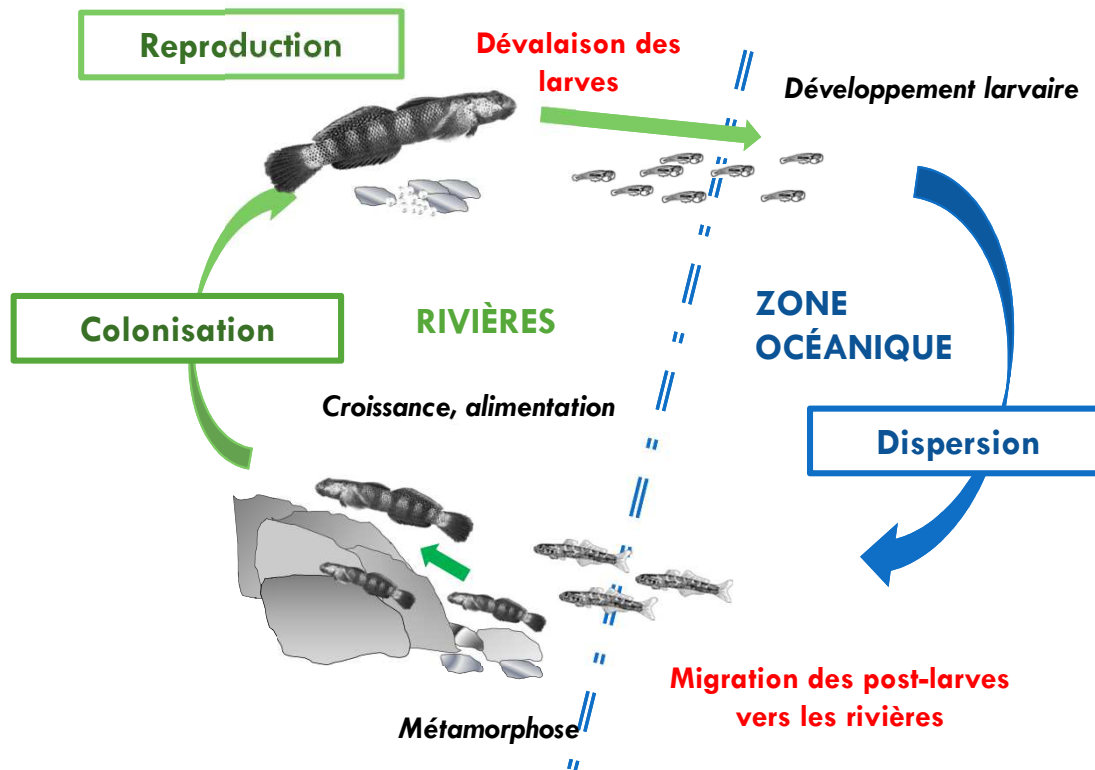 Reproduction
Dévalaison des
larves
Développement larvaire
Colonisation
RIVIÈRES
ZONE
OCÉANIQUE
Croissance, alimentation
Dispersion
Migration des post-larves
vers les rivières
Métamorphose